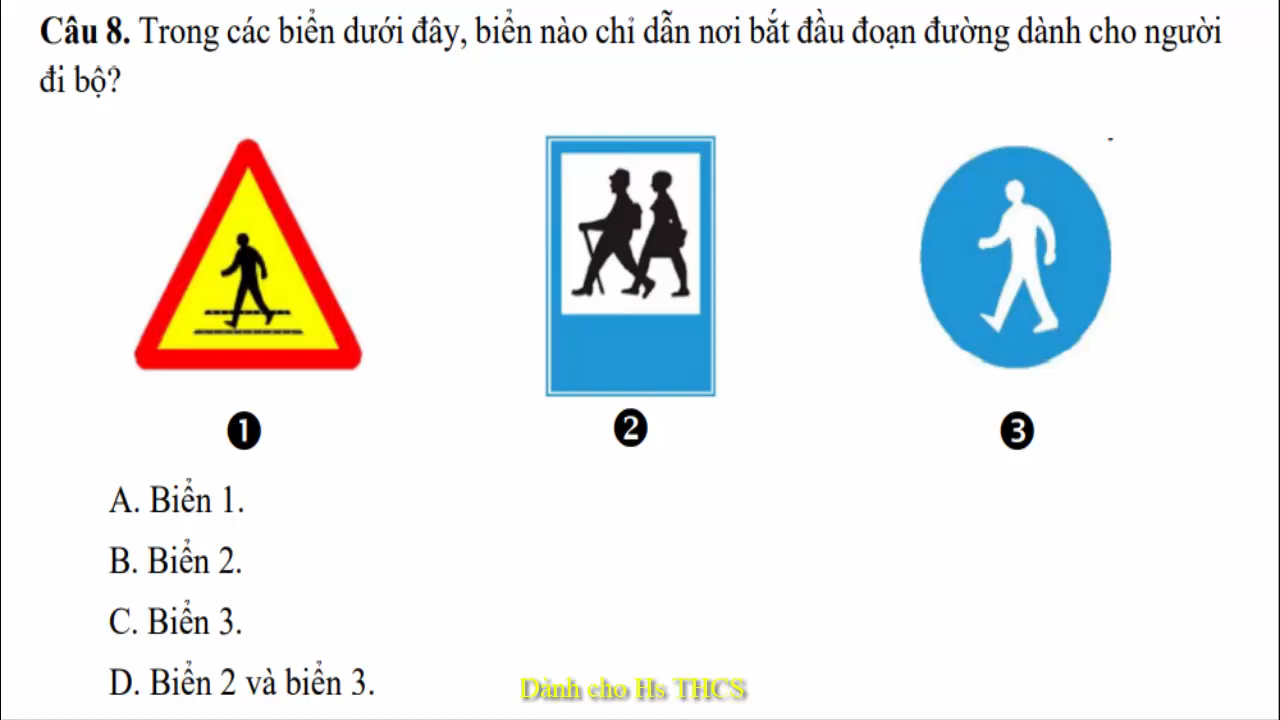 Câu 8. Trong các biển dưới đây, biển nào chỉ dẫn nơi bắt đầu đoạn đường dành cho người
đi bộ?
❶ ❷ ❸
A. Biển 1.
B. Biển 2.
C. Biển 3.
D. Biển 2 và biển 3.
Dành cho Hs THCS